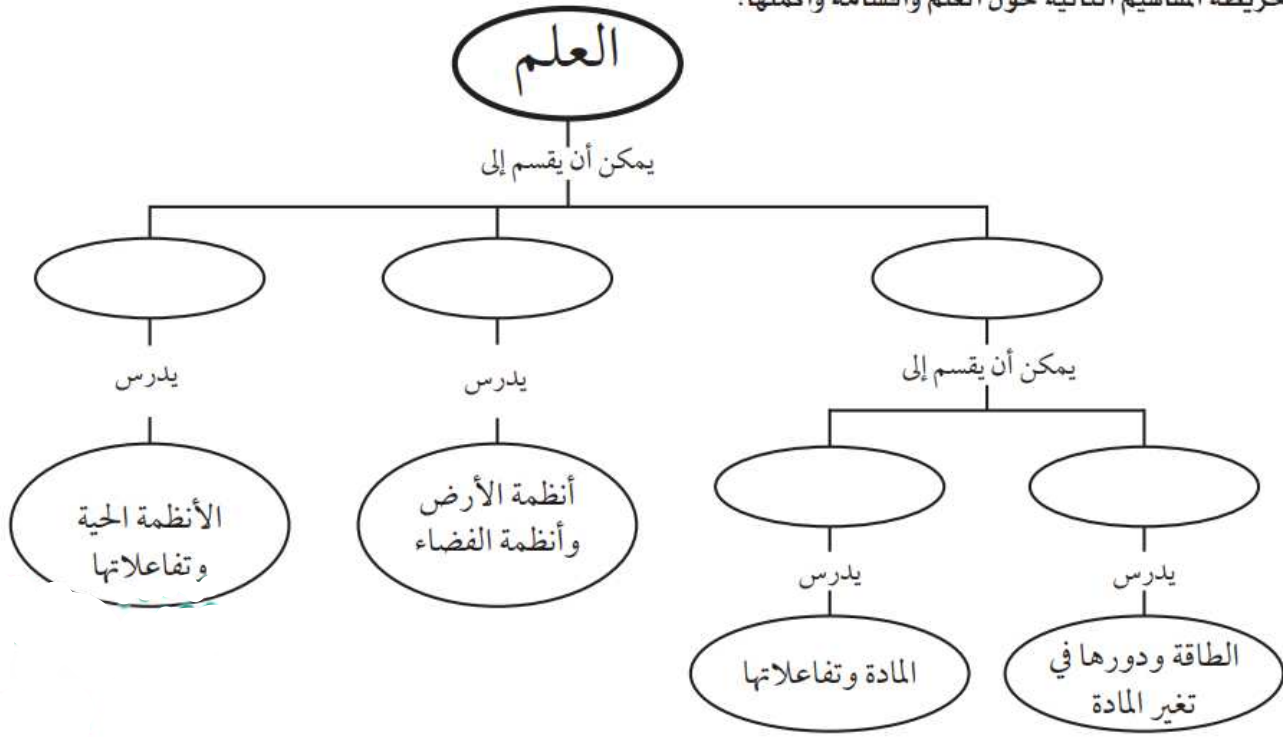 العلم
يمكن أن يقسم إلى
يمكن أن يقسم إلى
يدرس
يدرس
أنظمة الأرض
وأنظمة الفضاء
الأنظمة الحية
وتفاعلاتها
يدرس
يدرس
الطاقة ودورها في
تغير المادة
المادة وتفاعلاتها